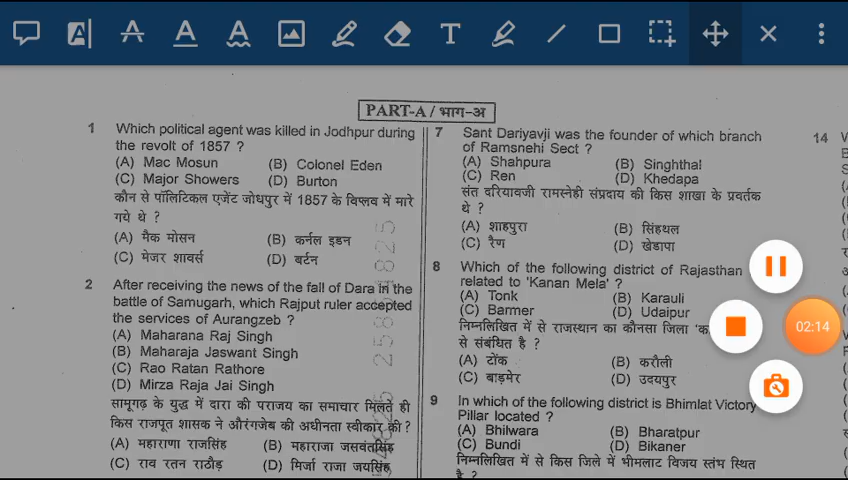 PART-A / भाग-अ
1 Which political agent was killed in Jodhpur during
the revolt of 1857 ?
(A) Mac Mosun (B) Colonel Eden
(C) Major Showers (D) Burton
कौन से पॉलिटिकल एजेंट जोधपुर में 1857 के विप्लव में मारे
गये थे ?
(A) मैक मोसन (B) कर्नल इडन
(C) मेजर शावर्स (D) बर्टन
2 After receiving the news of the fall of Dara in the
battle of Samugarh, which Rajput ruler accepted
the services of Aurangzeb ?
(A) Maharana Raj Singh
(B) Maharaja Jaswant Singh
(C) Rao Ratan Rathore
(D) Mirza Raja Jai Singh
सामूगढ़ के युद्ध में दारा की पराजय का समाचार मिलते ही
किस राजपूत शासक ने औरंगजेब की अधीनता स्वीकार की ?
(A) महाराणा राजसिंह (B) महाराजा जसवंतसिंह
(C) राव रतन राठौड़ (D) मिर्जा राजा जयसिंह
7 Sant Dariyavji was the founder of which branch
of Ramsnehi Sect ?
(A) Shahpura (B) Singhthal
(C) Ren (D) Khedapa
संत दरियावजी रामस्नेही संप्रदाय की किस शाखा के प्रवर्तक
थे ?
(A) शाहपुरा (B) सिंहथल
(C) रैण (D) खेडापा
8 Which of the following district of Rajasthan
related to 'Kanan Mela' ?
(A) Tonk (B) Karauli
(C) Barmer (D) Udaipur
निम्नलिखित में से राजस्थान का कौनसा जिला
से संबंधित है ?
(A) टोंक (B) करौली
(C) बाड़मेर (D) उदयपुर
9 In which of the following district is Bhimlat Victory
Pillar located ?
(A) Bhilwara (B) Bharatpur
(C) Bundi (D) Bikaner
निम्नलिखित में से किस जिले में भीमलाट विजय स्तंभ स्थित
है ?
14
02:14